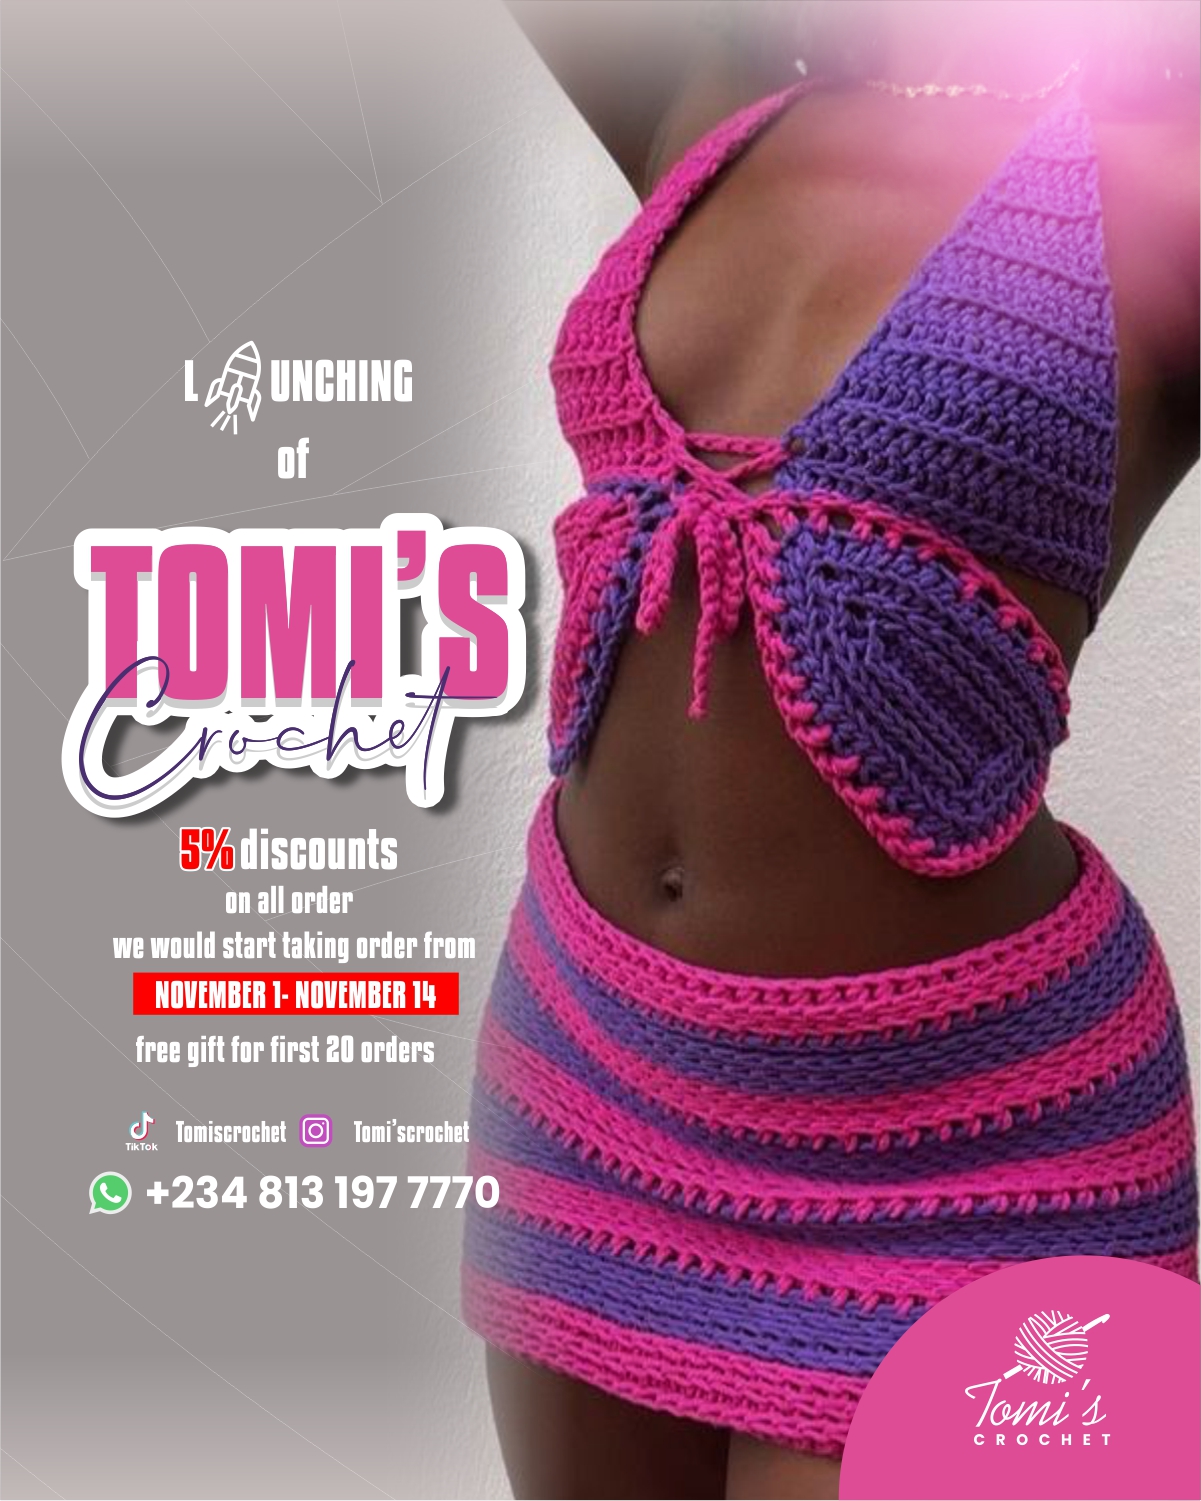 LAUNCHING
of
TOMI'S
Crochet
5% discounts
on all order
we would start taking order from
NOVEMBER 1- NOVEMBER 14
free gift for first 20 orders
TikTok Tomiscrochet Tomi'scrochet
+234 813 197 7770
Tomi's
CROCHET